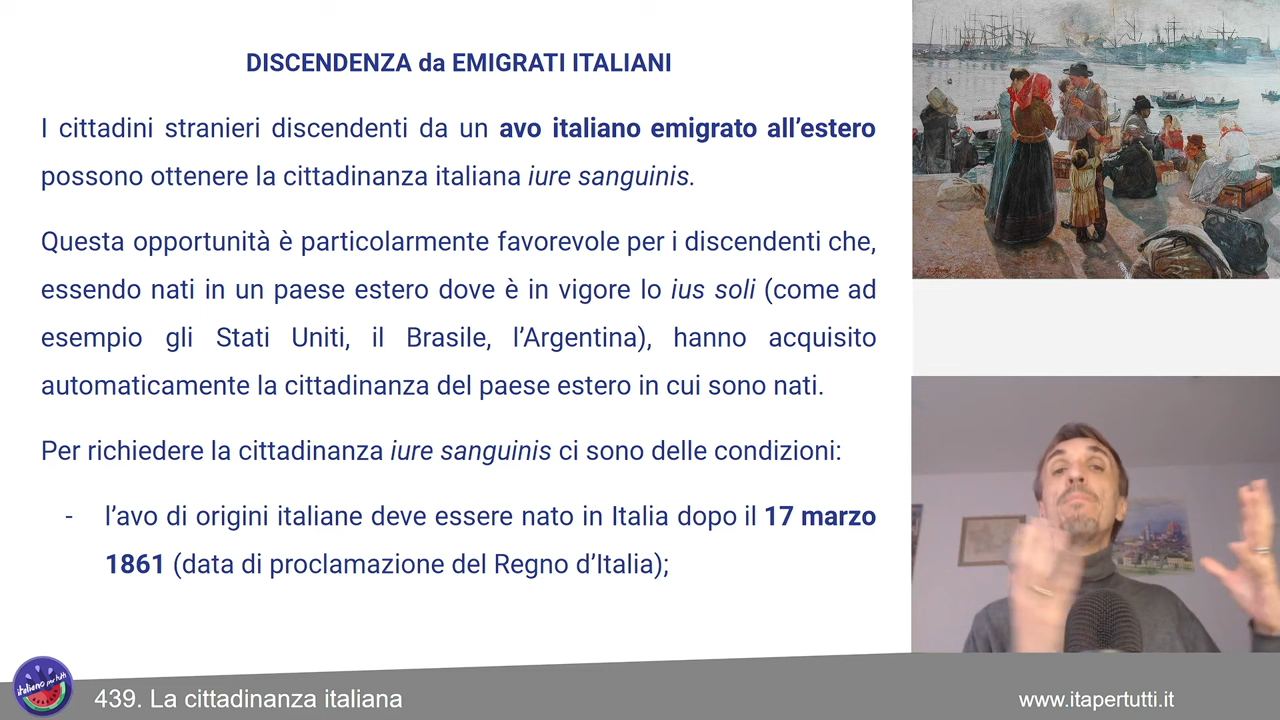 DISCENDENZA da EMIGRATI ITALIANI
I cittadini stranieri discendenti da un avo italiano emigrato all’estero
possono ottenere la cittadinanza italiana iure sanguinis.
Questa opportunità è particolarmente favorevole per i discendenti che,
essendo nati in un paese estero dove è in vigore lo ius soli (come ad
esempio gli Stati Uniti, il Brasile, l’Argentina), hanno acquisito
automaticamente la cittadinanza del paese estero in cui sono nati.
Per richiedere la cittadinanza iure sanguinis ci sono delle condizioni:
- l’avo di origini italiane deve essere nato in Italia dopo il 17 marzo
1861 (data di proclamazione del Regno d’Italia);
italiano per tutti
439. La cittadinanza italiana
www.itapertutti.it